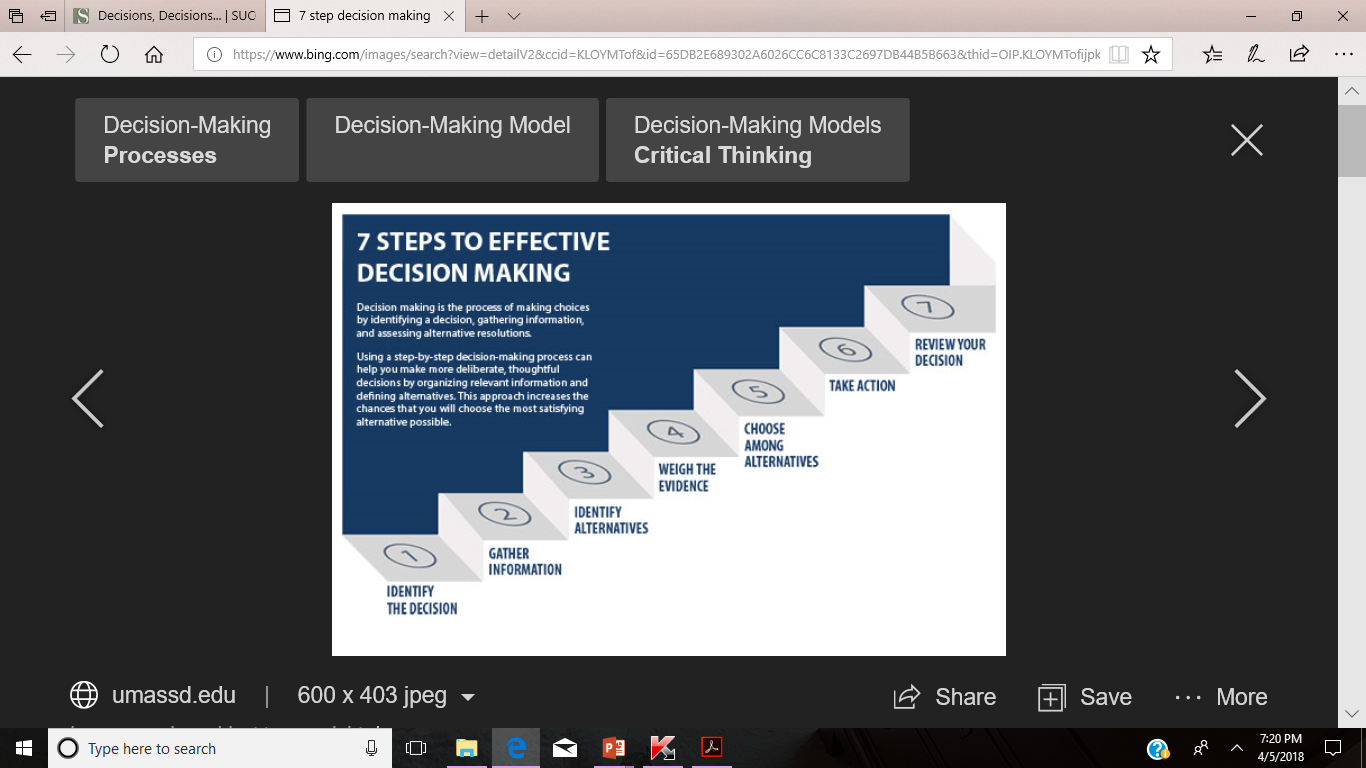 Decisions, Decisions... | SUC
7 step decision making
https://www.bing.com/images/search?view=detailV2&ccid=KLOYMTof&id=65DB2E689302A6026CC6C8133C2697DB44B5B663&thid=OIP.KLOYMTofijpk
Decision-Making
Processes
Decision-Making Model
Decision-Making Models
Critical Thinking
7 STEPS TO EFFECTIVE
DECISION MAKING
Decision making is the process of making choices
by identifying a decision, gathering information,
and assessing alternative resolutions.
Using a step-by-step decision-making process can
help you make more deliberate, thoughtful
decisions by organizing relevant information and
defining alternatives. This approach increases the
chances that you will choose the most satisfying
alternative possible.
1
IDENTIFY
THE DECISION
2
GATHER
INFORMATION
3
IDENTIFY
ALTERNATIVES
4
WEIGH THE
EVIDENCE
5
CHOOSE
AMONG
ALTERNATIVES
6
TAKE ACTION
7
REVIEW YOUR
DECISION
umassd.edu | 600 x 403 jpeg
Share
Save
More
Type here to search
7:20 PM
4/5/2018